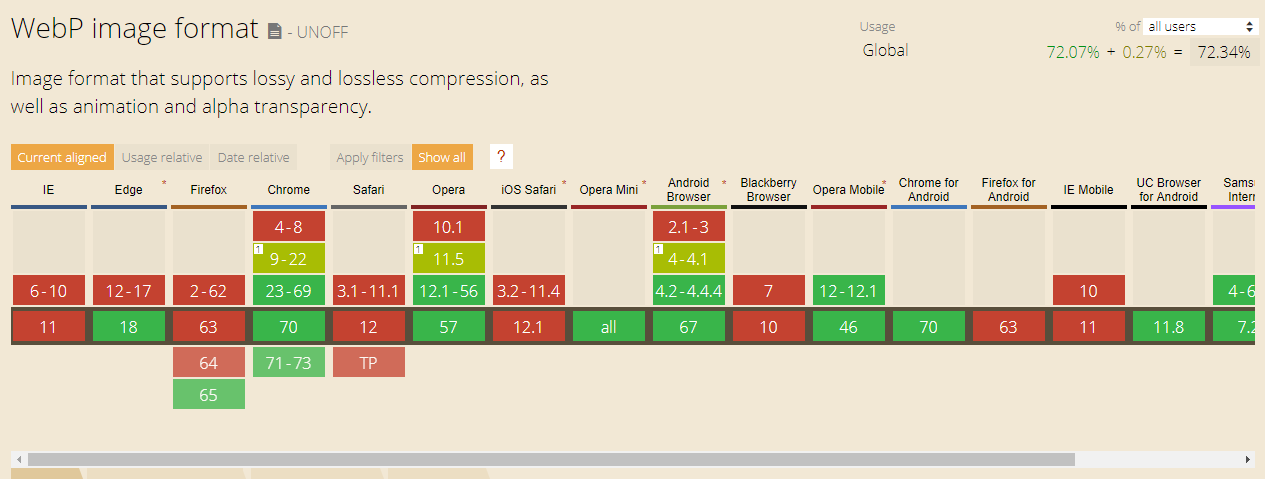 WebP image format - UNOFF
Usage % of all users
Global 72.07% + 0.27% = 72.34%
Image format that supports lossy and lossless compression, as
well as animation and alpha transparency.
Current aligned Usage relative Date relative Apply filters Show all ?
IE Edge * Firefox Chrome Safari Opera iOS Safari * Opera Mini * Android Browser * Blackberry Browser Opera Mobile * Chrome for Android Firefox for Android IE Mobile UC Browser for Android Sams Intern
4-8 10.1 2.1-3
1 9-22 1 11.5 1 4-4.1
6-10 12-17 2-62 23-69 3.1-11.1 12.1-56 3.2-11.4 4.2-4.4.4 7 12-12.1 10 4-6
11 18 63 70 12 57 12.1 all 67 10 46 70 63 11 11.8 7.2
64 71-73 TP
65